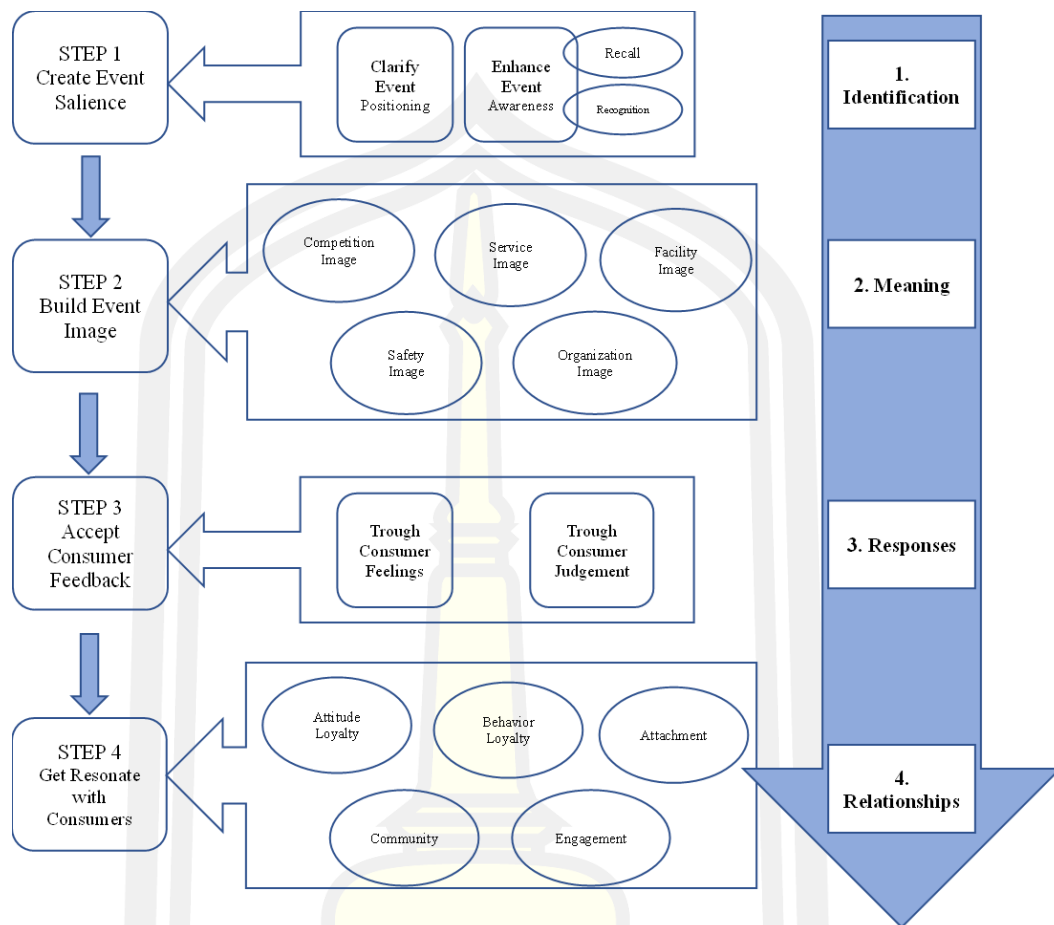 STEP 1
Create Event
Salience
Clarify
Event
Positioning
Enhance
Event
Awareness
Recall
Recognition
1.
Identification
STEP 2
Build Event
Image
Competition
Image
Service
Image
Facility
Image
Safety
Image
Organization
Image
2. Meaning
STEP 3
Accept
Consumer
Feedback
Trough
Consumer
Feelings
Trough
Consumer
Judgement
3. Responses
STEP 4
Get Resonate
with
Consumers
Attitude
Loyalty
Behavior
Loyalty
Attachment
Community
Engagement
4.
Relationships